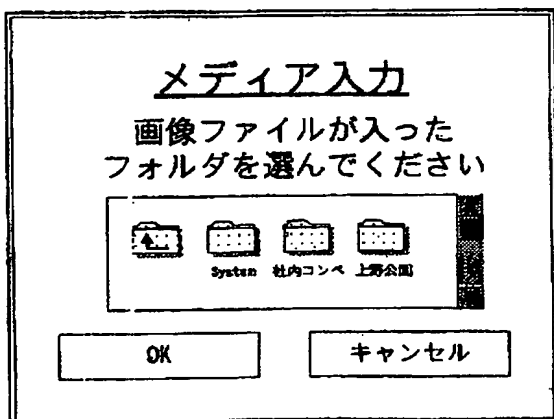 メディア入力
画像ファイルが入った
フォルダを選んでください
System 社内コンペ 上野公園
OK キャンセル